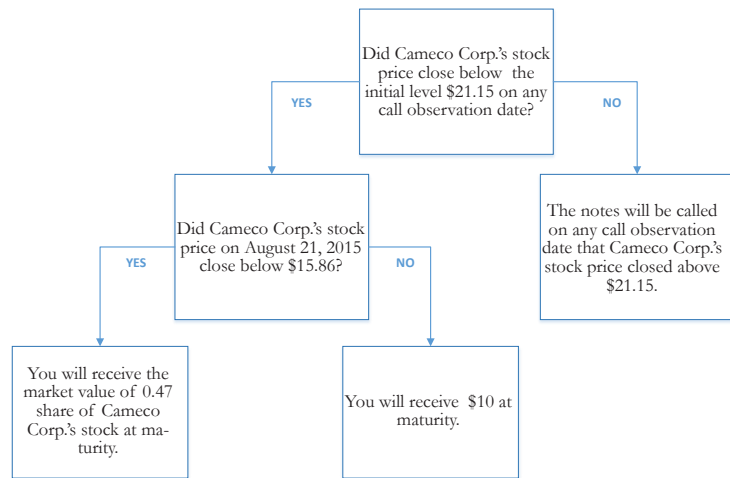 Did Cameco Corp.'s stock
price close below the
initial level $21.15 on any
call observation date?
YES
NO
Did Cameco Corp.'s stock
price on August 21, 2015
close below $15.86?
The notes will be called
on any call observation
date that Cameco Corp.'s
stock price closed above
$21.15.
YES
NO
You will receive the
market value of 0.47
share of Cameco
Corp.'s stock at ma-
turity.
You will receive $10 at
maturity.